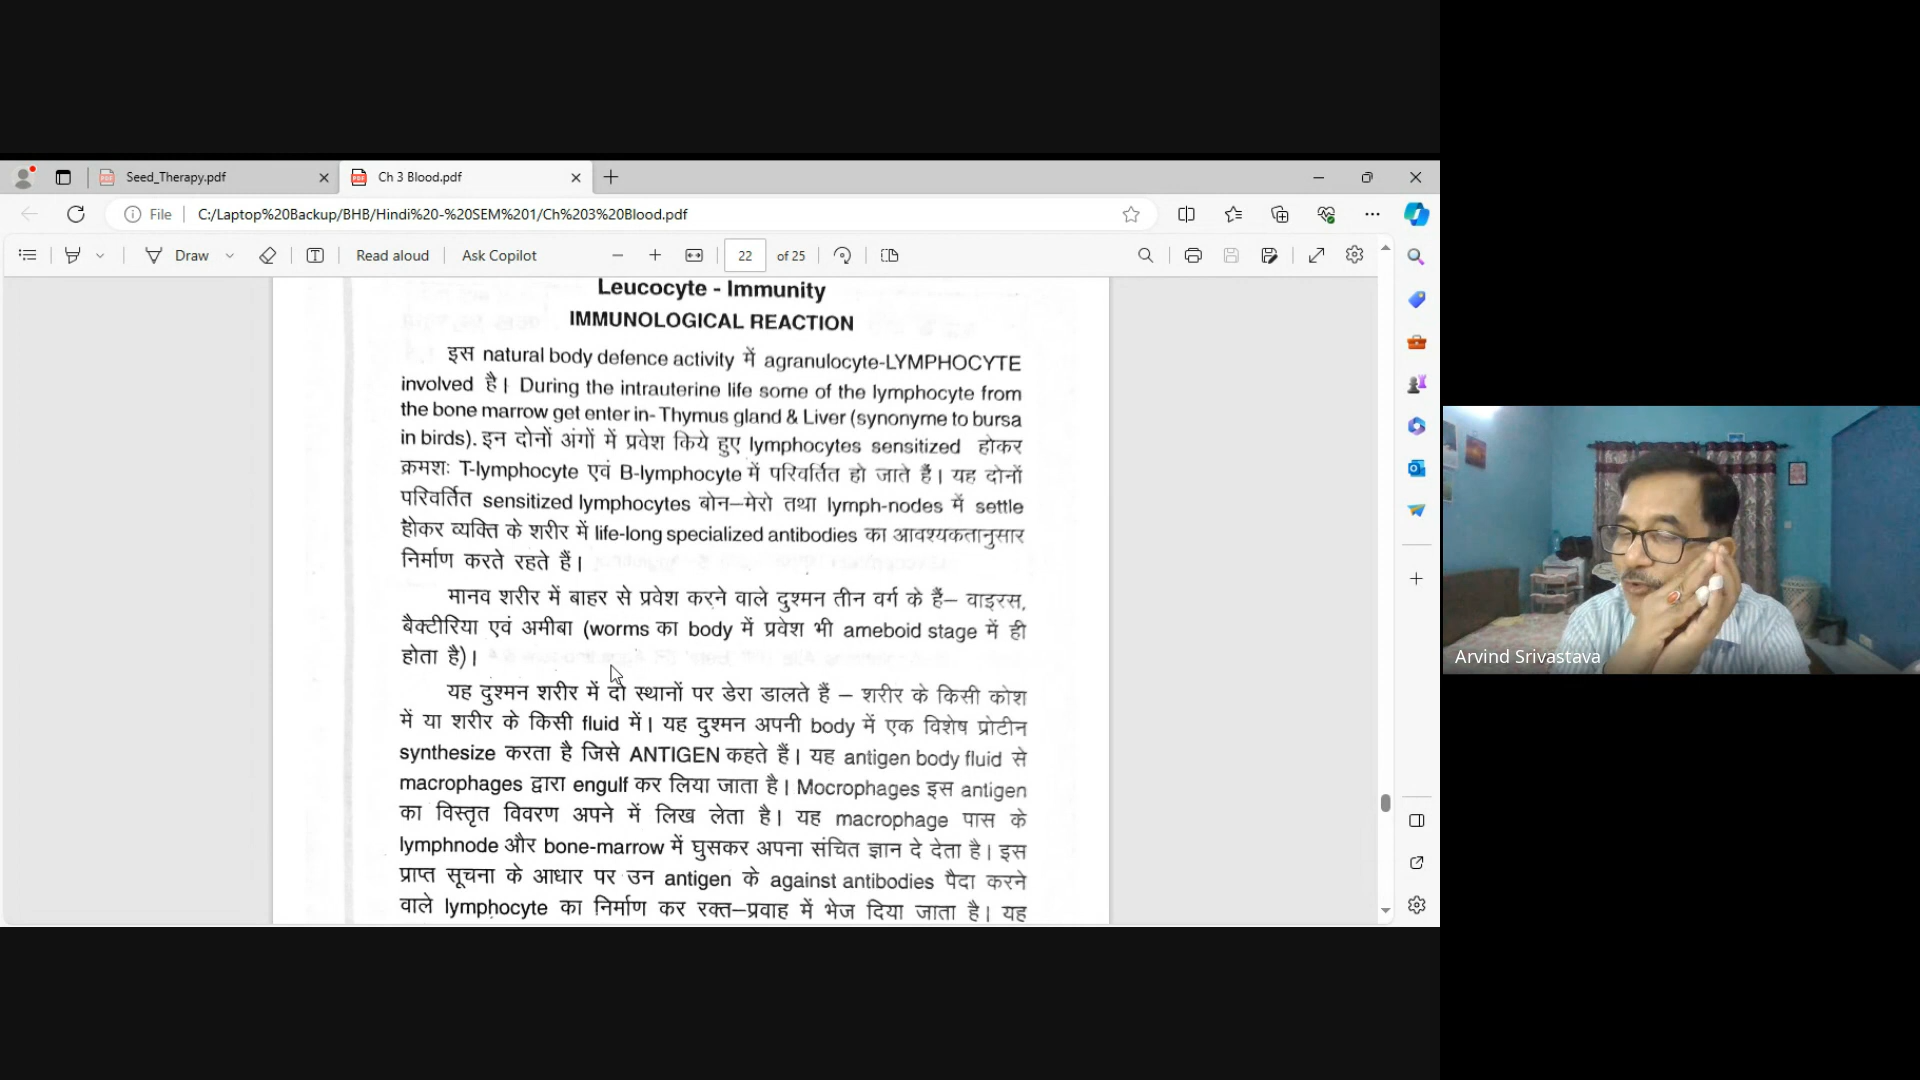 Seed_Therapy.pdf
Ch 3 Blood.pdf
File
C:/Laptop%20Backup/BHB/Hindi%20-%20SEM%201/Ch%203%20Blood.pdf
Draw
Read aloud
Ask Copilot
22
of 25
Leucocyte - Immunity
IMMUNOLOGICAL REACTION
इस natural body defence activity में agranulocyte-LYMPHOCYTE
involved है। During the intrauterine life some of the lymphocyte from
the bone marrow get enter in- Thymus gland & Liver (synonyme to bursa
in birds). इन दोनों अंगों में प्रवेश किये हुए lymphocytes sensitized होकर
क्रमशः T-lymphocyte एवं B-lymphocyte में परिवर्तित हो जाते हैं। यह दोनों
परिवर्तित sensitized lymphocytes बोन–मेरो तथा lymph-nodes में settle
होकर व्यक्ति के शरीर में life-long specialized antibodies का आवश्यकतानुसार
निर्माण करते रहते हैं।
मानव शरीर में बाहर से प्रवेश करने वाले दुश्मन तीन वर्ग के हैं– वाइरस,
बैक्टीरिया एवं अमीबा (worms का body में प्रवेश भी ameboid stage में ही
होता है)।
यह दुश्मन शरीर में दो स्थानों पर डेरा डालते हैं – शरीर के किसी कोश
में या शरीर के किसी fluid में। यह दुश्मन अपनी body में एक विशेष प्रोटीन
synthesize करता है जिसे ANTIGEN कहते हैं। यह antigen body fluid से
macrophages द्वारा engulf कर लिया जाता है। Mocrophages इस antigen
का विस्तृत विवरण अपने में लिख लेता है। यह macrophage पास के
lymphnode और bone-marrow में घुसकर अपना संचित ज्ञान दे देता है। इस
प्राप्त सूचना के आधार पर उन antigen के against antibodies पैदा करने
वाले lymphocyte का निर्माण कर रक्त–प्रवाह में भेज दिया जाता है। यह
Arvind Srivastava